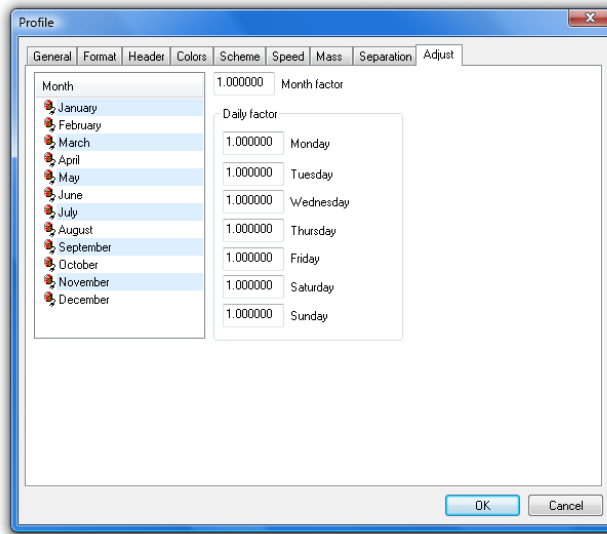 Profile
General Format Header Colors Scheme Speed Mass Separation Adjust
Month
January
February
March
April
May
June
July
August
September
October
November
December
1.000000 Month factor
Daily factor
1.000000 Monday
1.000000 Tuesday
1.000000 Wednesday
1.000000 Thursday
1.000000 Friday
1.000000 Saturday
1.000000 Sunday
OK Cancel